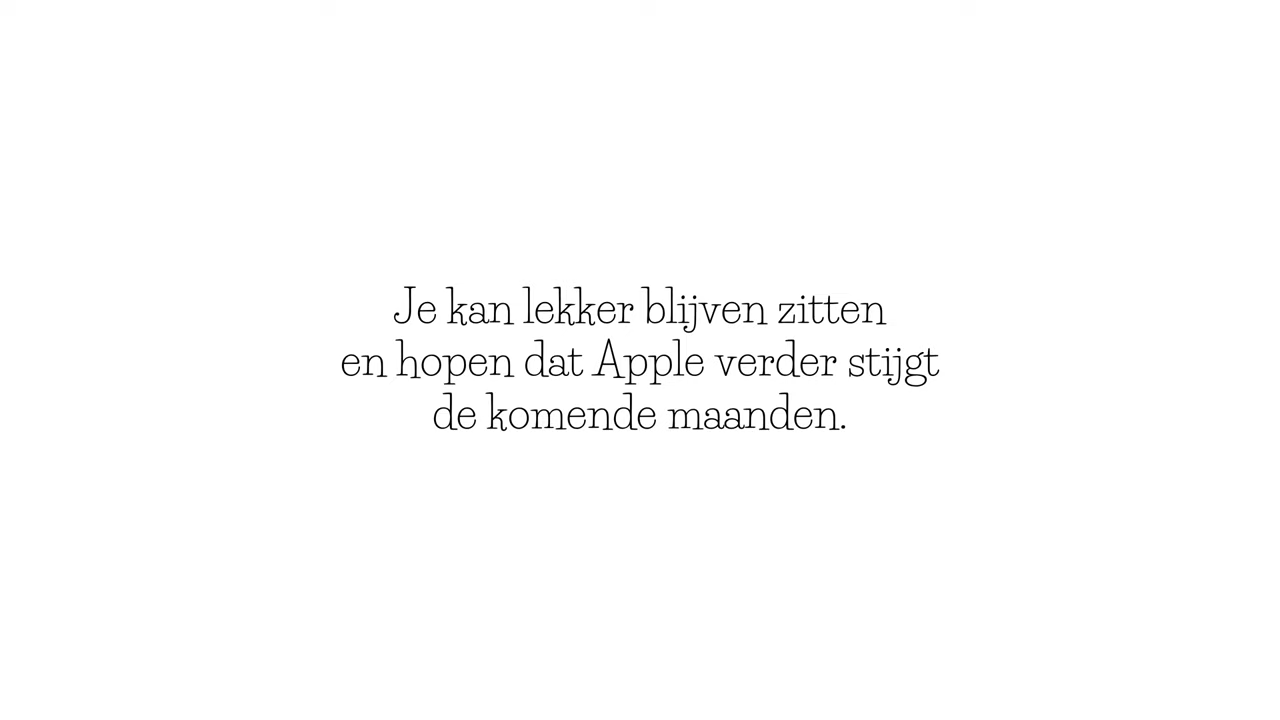 Je kan lekker blijven zitten
en hopen dat Apple verder stijgt
de komende maanden.